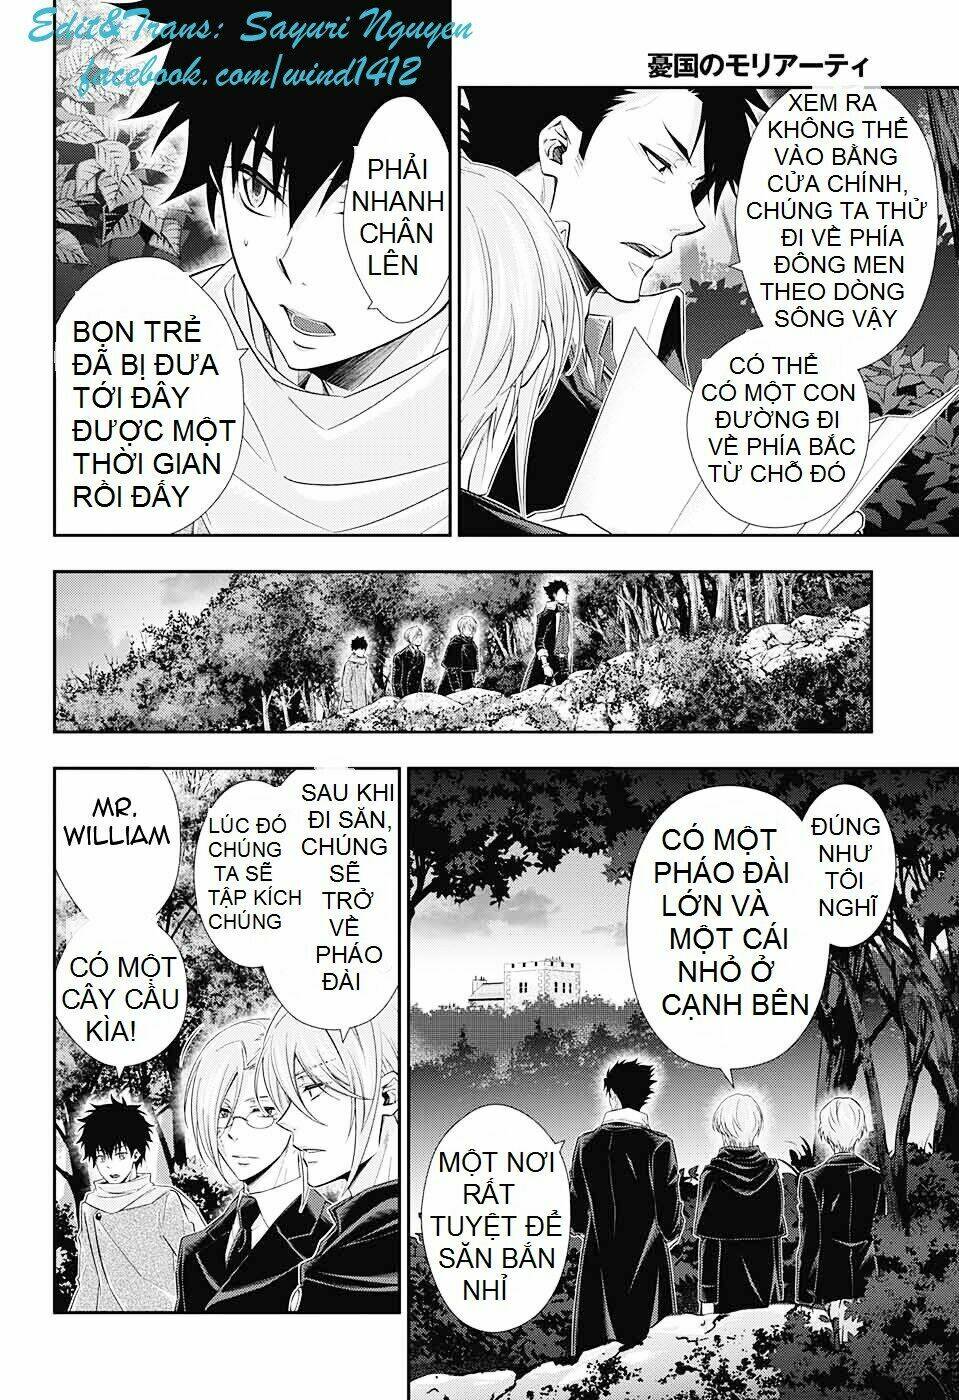 Edit&Trans: Sayuri Nguyen
facebook.com/wind1412
憂国のモリアーティ
XEM RA
KHÔNG THỂ
VÀO BẰNG
CỬA CHÍNH,
CHÚNG TA THỬ
ĐI VỀ PHÍA
ĐÔNG MEN
THEO DÒNG
SÔNG VẬY
CÓ THỂ
CÓ MỘT CON
ĐƯỜNG ĐI
VỀ PHÍA BẮC
TỪ CHỖ ĐÓ
PHẢI
NHANH
CHÂN
LÊN
BỌN TRẺ
ĐÃ BỊ ĐƯA
TỚI ĐÂY
ĐƯỢC MỘT
THỜI GIAN
RỒI ĐẤY
ĐÚNG
NHƯ
TÔI
NGHĨ
CÓ MỘT
PHÁO ĐÀI
LỚN VÀ
MỘT CÁI
NHỎ Ở
CẠNH BÊN
MỘT NƠI
RẤT
TUYỆT ĐỂ
SĂN BẮN
NHỈ
SAU KHI
ĐI SĂN,
CHÚNG
SẼ
TRỞ
VỀ
PHÁO
ĐÀI
LÚC ĐÓ
CHÚNG
TA SẼ
TẬP KÍCH
CHÚNG
MR.
WILLIAM
CÓ MỘT
CÂY CẦU
KÌA!